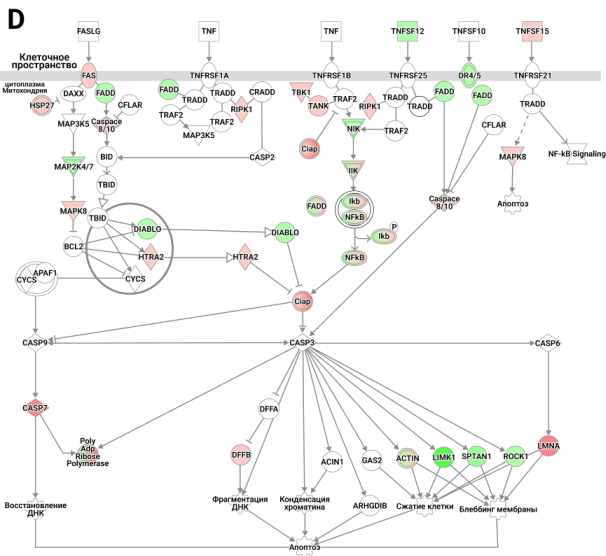 D
FASLG
TNF
TNF
TNFSF12
TNFSF10
TNFSF15
Клеточное
пространство
цитоплазма
Митохондрия
FAS
TNFRSF1A
TNFRSF1B
TNFRSF25
DR4/5
TNFRSF21
HSP27
DAXX
FADD
FADD
TRADD
RIPK1
CRADD
TBK1
TANK
TRAF2
RIPK1
TRADD
TRADD
FADD
FADD
TRADD
MAP3K5
Caspace
8/10
CFLAR
TRAF2
TRAF2
MAP3K5
NIK
TRAF2
CFLAR
MAP2K4/7
BID
CASP2
Ciap
IIK
MAPK8
NF-kB Signaling
TBID
Caspace
8/10
Апоптоз
MAPK8
TBID
FADD
Ikb
NFkB
DIABLO
DIABLO
Ikb
P
BCL2
HTRA2
HTRA2
NFkB
CYCS
APAF1
CYCS
Ciap
CASP9
CASP3
CASP6
CASP7
DFFA
Poly
Adp
Ribose
Polymerase
DFFB
ACIN1
GAS2
ACTIN
LIMK1
SPTAN1
ROCK1
LMNA
Восстановление
ДНК
Фрагментация
ДНК
Конденсация
хроматина
ARHGDIB
Сжатие клетки
Блеббинг мембраны
Апоптоз